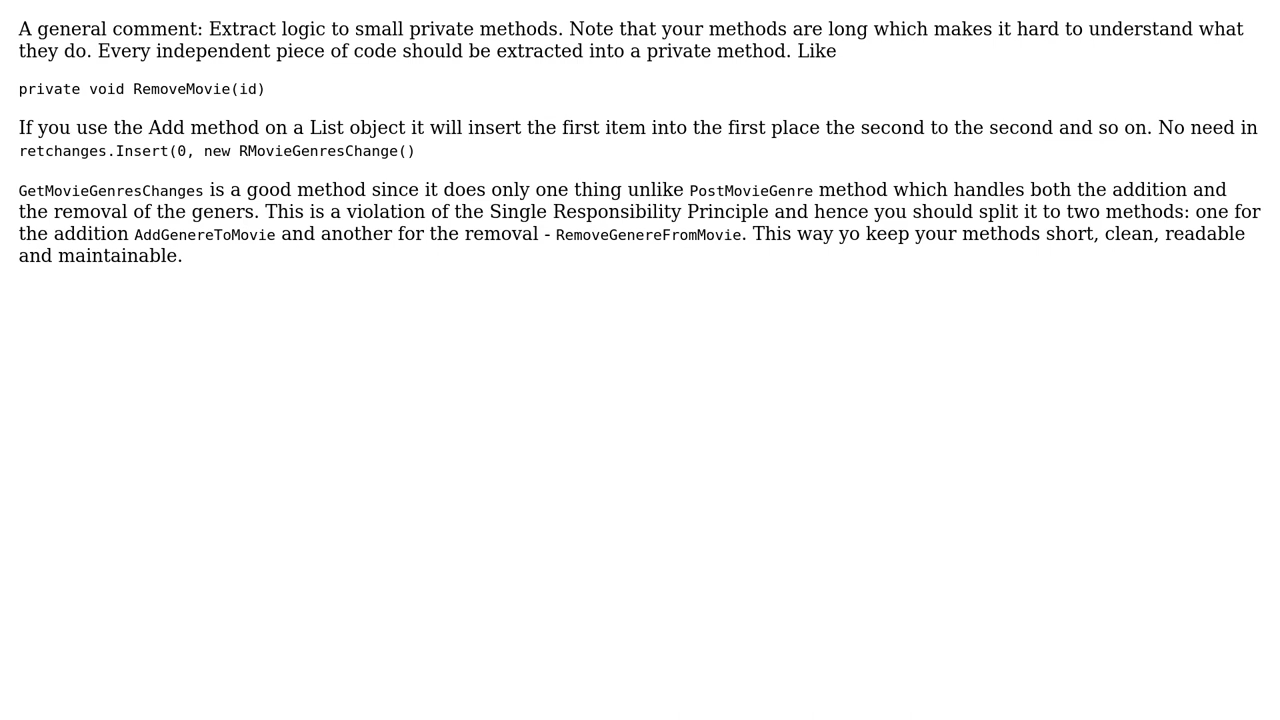 A general comment: Extract logic to small private methods. Note that your methods are long which makes it hard to understand what
they do. Every independent piece of code should be extracted into a private method. Like
private void RemoveMovie(id)
If you use the Add method on a List object it will insert the first item into the first place the second to the second and so on. No need in
retchanges.Insert(0, new RMovieGenresChange()
GetMovieGenresChanges is a good method since it does only one thing unlike PostMovieGenre method which handles both the addition and
the removal of the geners. This is a violation of the Single Responsibility Principle and hence you should split it to two methods: one for
the addition AddGenereToMovie and another for the removal - RemoveGenereFromMovie. This way yo keep your methods short, clean, readable
and maintainable.